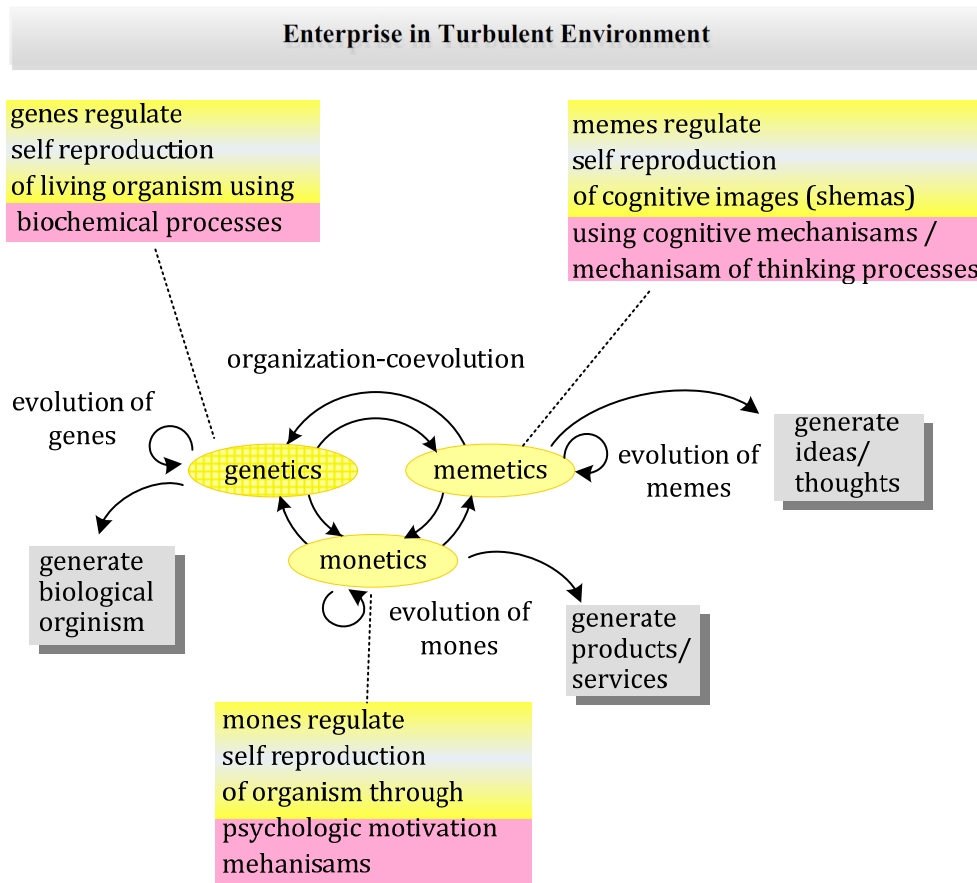 Enterprise in Turbulent Environment
genes regulate
self reproduction
of living organism using
biochemical processes
memes regulate
self reproduction
of cognitive images (shemas)
using cognitive mechanisams /
mechanisam of thinking processes
organization-coevolution
evolution of
genes
genetics
memetics
evolution of
memes
generate
ideas/
thoughts
generate
biological
orginism
monetics
evolution of
mones
generate
products/
services
mones regulate
self reproduction
of organism through
psychologic motivation
mehanisams